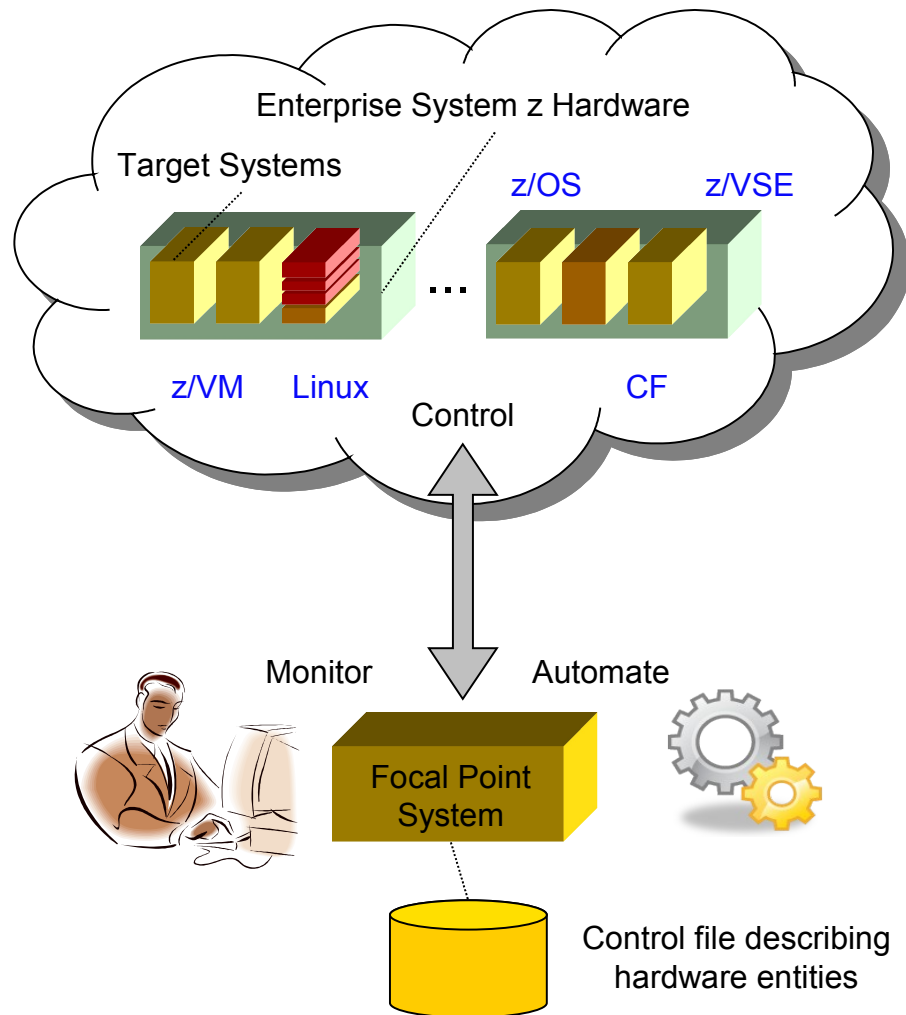 Enterprise System z Hardware
Target Systems
z/OS
z/VSE
...
z/VM
Linux
CF
Control
Monitor
Automate
Focal Point
System
Control file describing
hardware entities